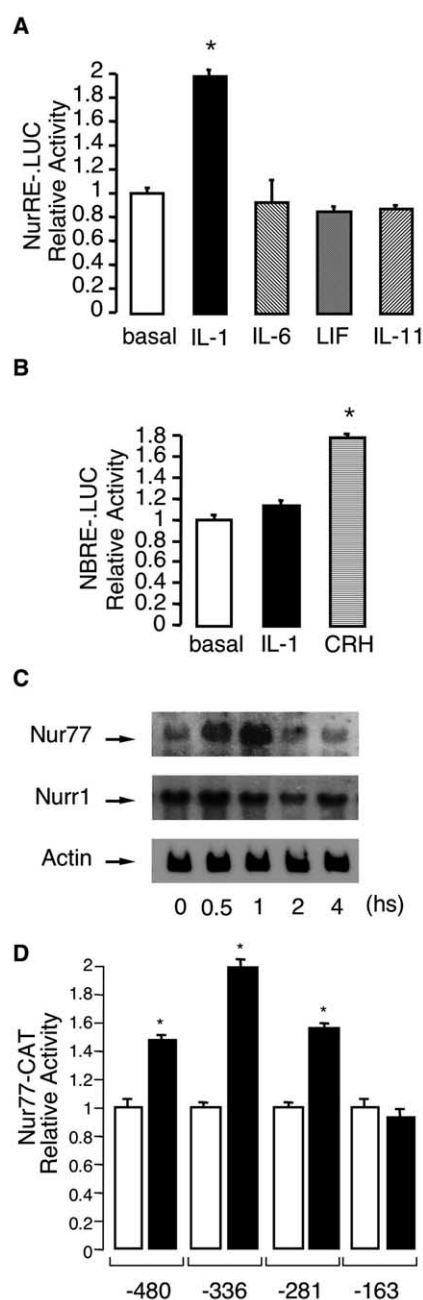 A
*
NurRE-.LUC
Relative Activity
2
1.8
1.6
1.4
1.2
1
0.8
0.6
0.4
0.2
0
basal IL-1 IL-6 LIF IL-11
B
*
NBRE-.LUC
Relative Activity
1.8
1.6
1.4
1.2
1
0.8
0.6
0.4
0.2
0
basal IL-1 CRH
C
Nur77
Nurr1
Actin
0 0.5 1 2 4 (hs)
D
* * *
Nur77-CAT
Relative Activity
2
1.8
1.6
1.4
1.2
1
0.8
0.6
0.4
0.2
0
-480 -336 -281 -163